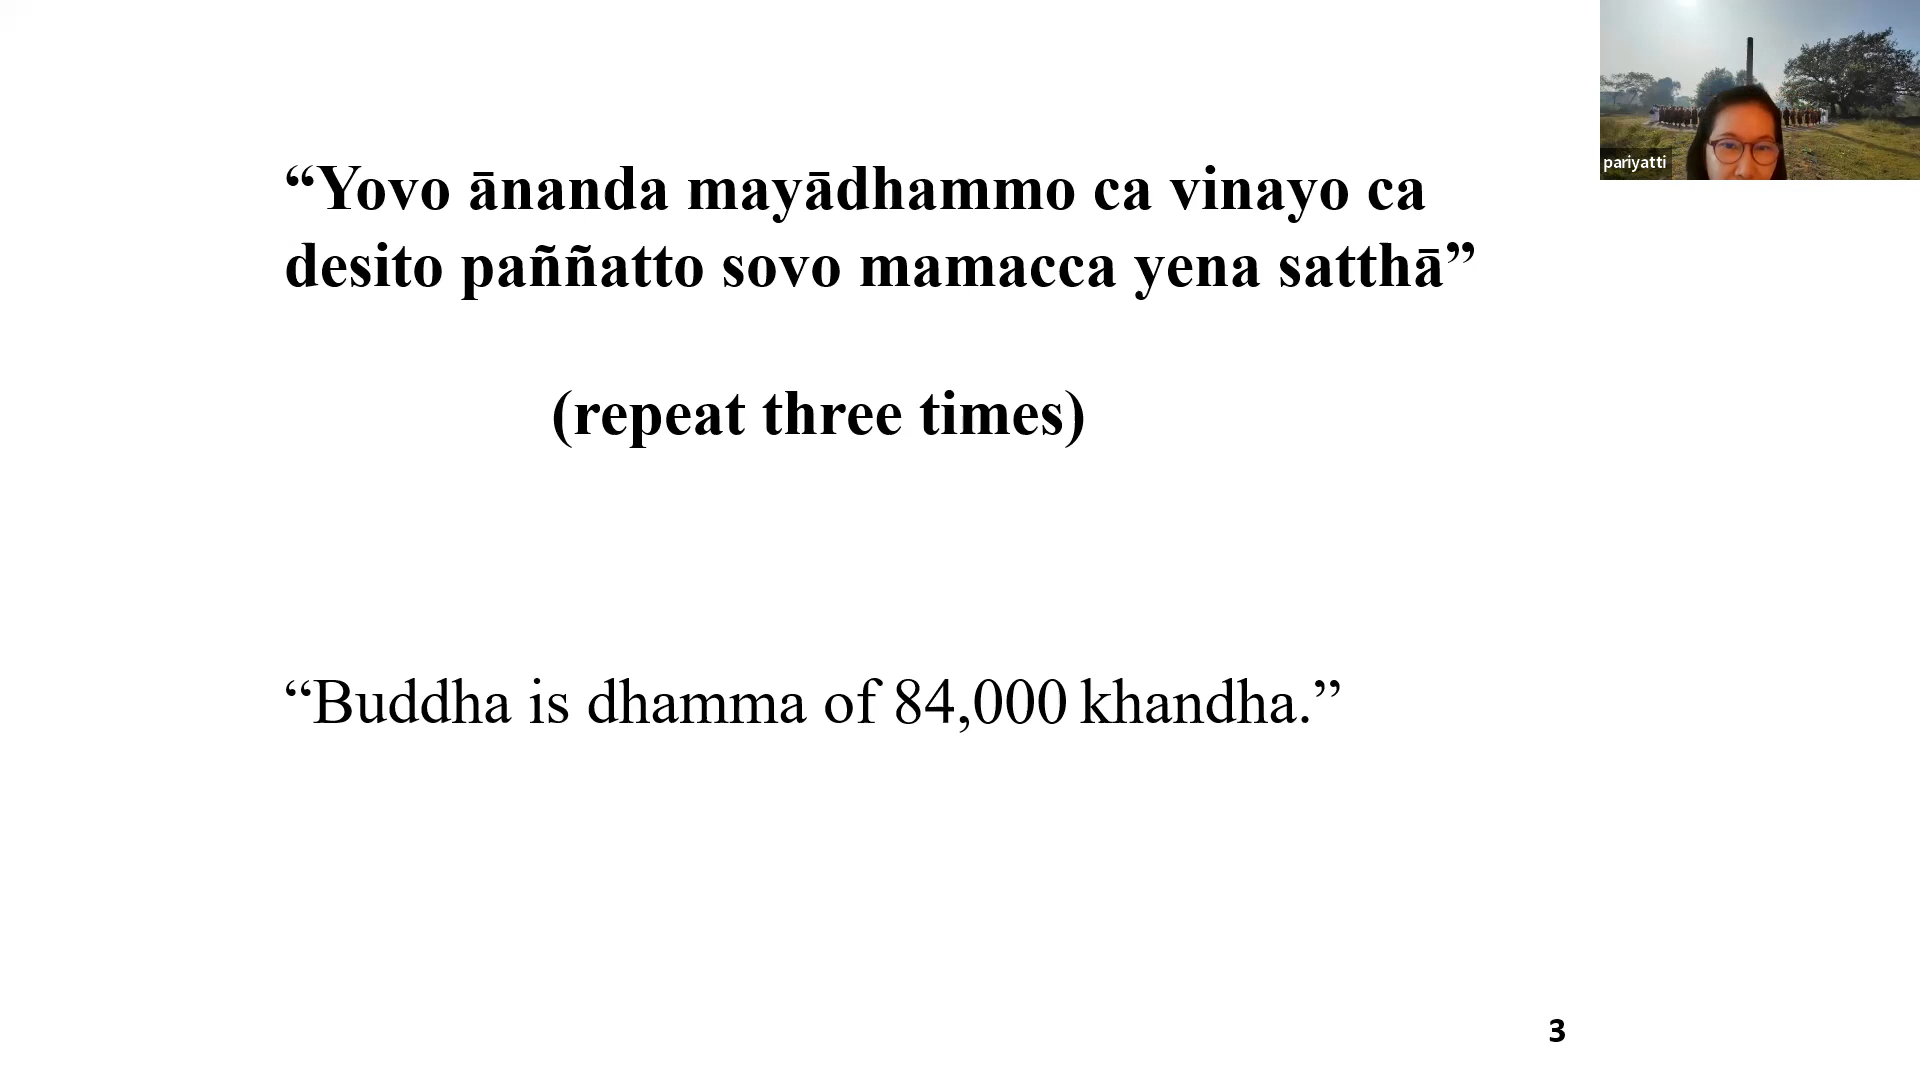 “Yovo ānanda mayādhammo ca vinayo ca
desito paññatto sovo mamacca yena satthā”
(repeat three times)
“Buddha is dhamma of 84,000 khandha.”
3
pariyatti